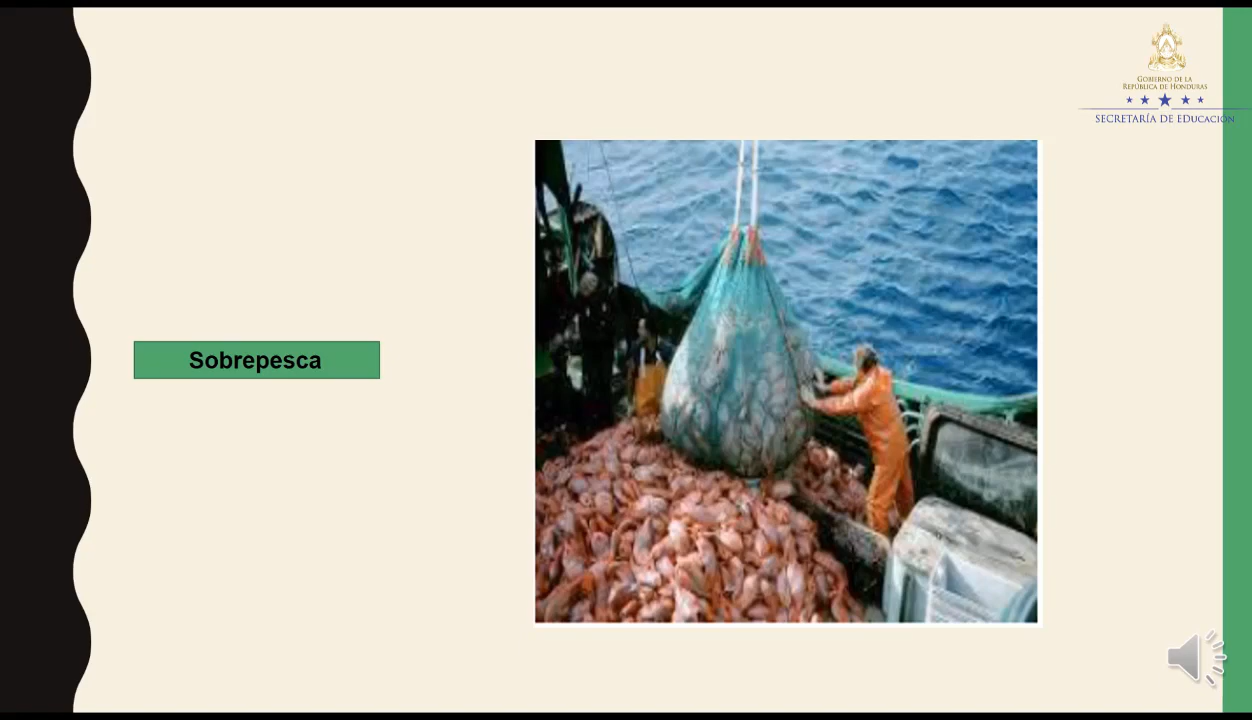 GOBIERNO DE LA
REPÚBLICA DE HONDURAS
SECRETARÍA DE EDUCACIÓN
Sobrepesca